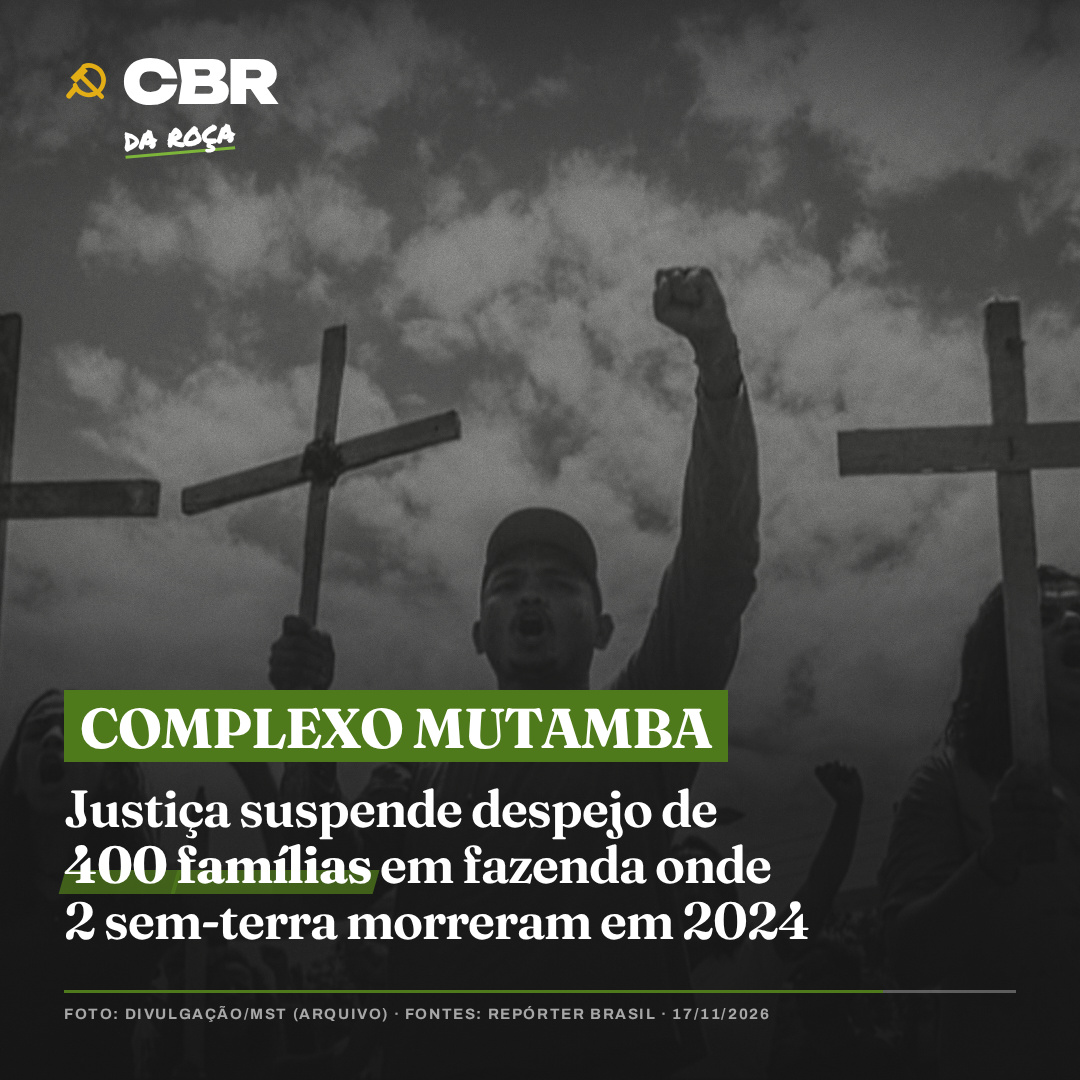 CBR
DA ROÇA
COMPLEXO MUTAMBA
Justiça suspende despejo de
400 famílias em fazenda onde
2 sem-terra morreram em 2024
FOTO: DIVULGAÇÃO/MST (ARQUIVO) · FONTES: REPÓRTER BRASIL · 17/11/2026